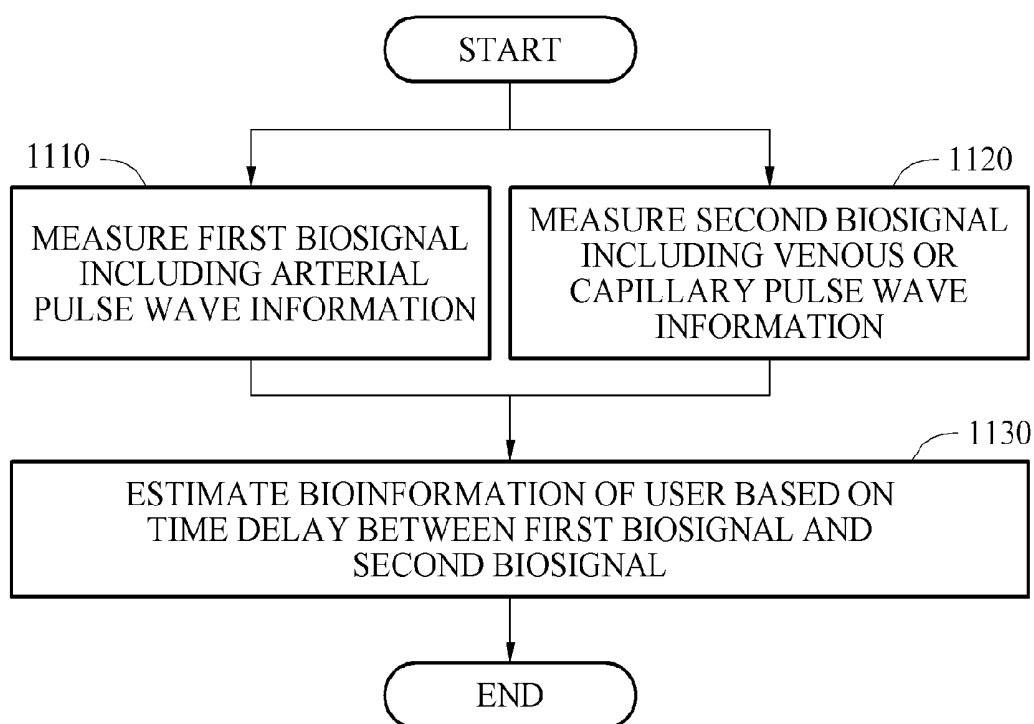 START
1110
MEASURE FIRST BIOSIGNAL
INCLUDING ARTERIAL
PULSE WAVE INFORMATION
1120
MEASURE SECOND BIOSIGNAL
INCLUDING VENOUS OR
CAPILLARY PULSE WAVE
INFORMATION
1130
ESTIMATE BIOINFORMATION OF USER BASED ON
TIME DELAY BETWEEN FIRST BIOSIGNAL AND
SECOND BIOSIGNAL
END